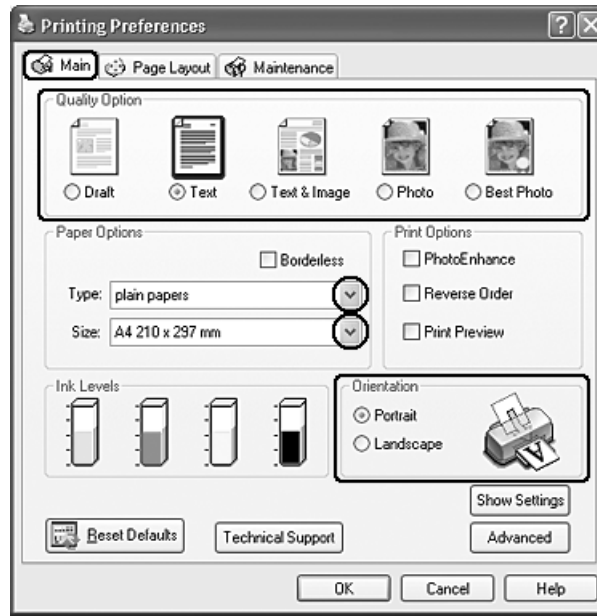 Printing Preferences
Main Page Layout Maintenance
Quality Option
Draft Text Text & Image Photo Best Photo
Paper Options Print Options
Borderless PhotoEnhance
Type: plain papers Reverse Order
Size: A4 210 x 297 mm Print Preview
Ink Levels Orientation
Portrait
Landscape
Show Settings
Reset Defaults Technical Support Advanced
OK Cancel Help